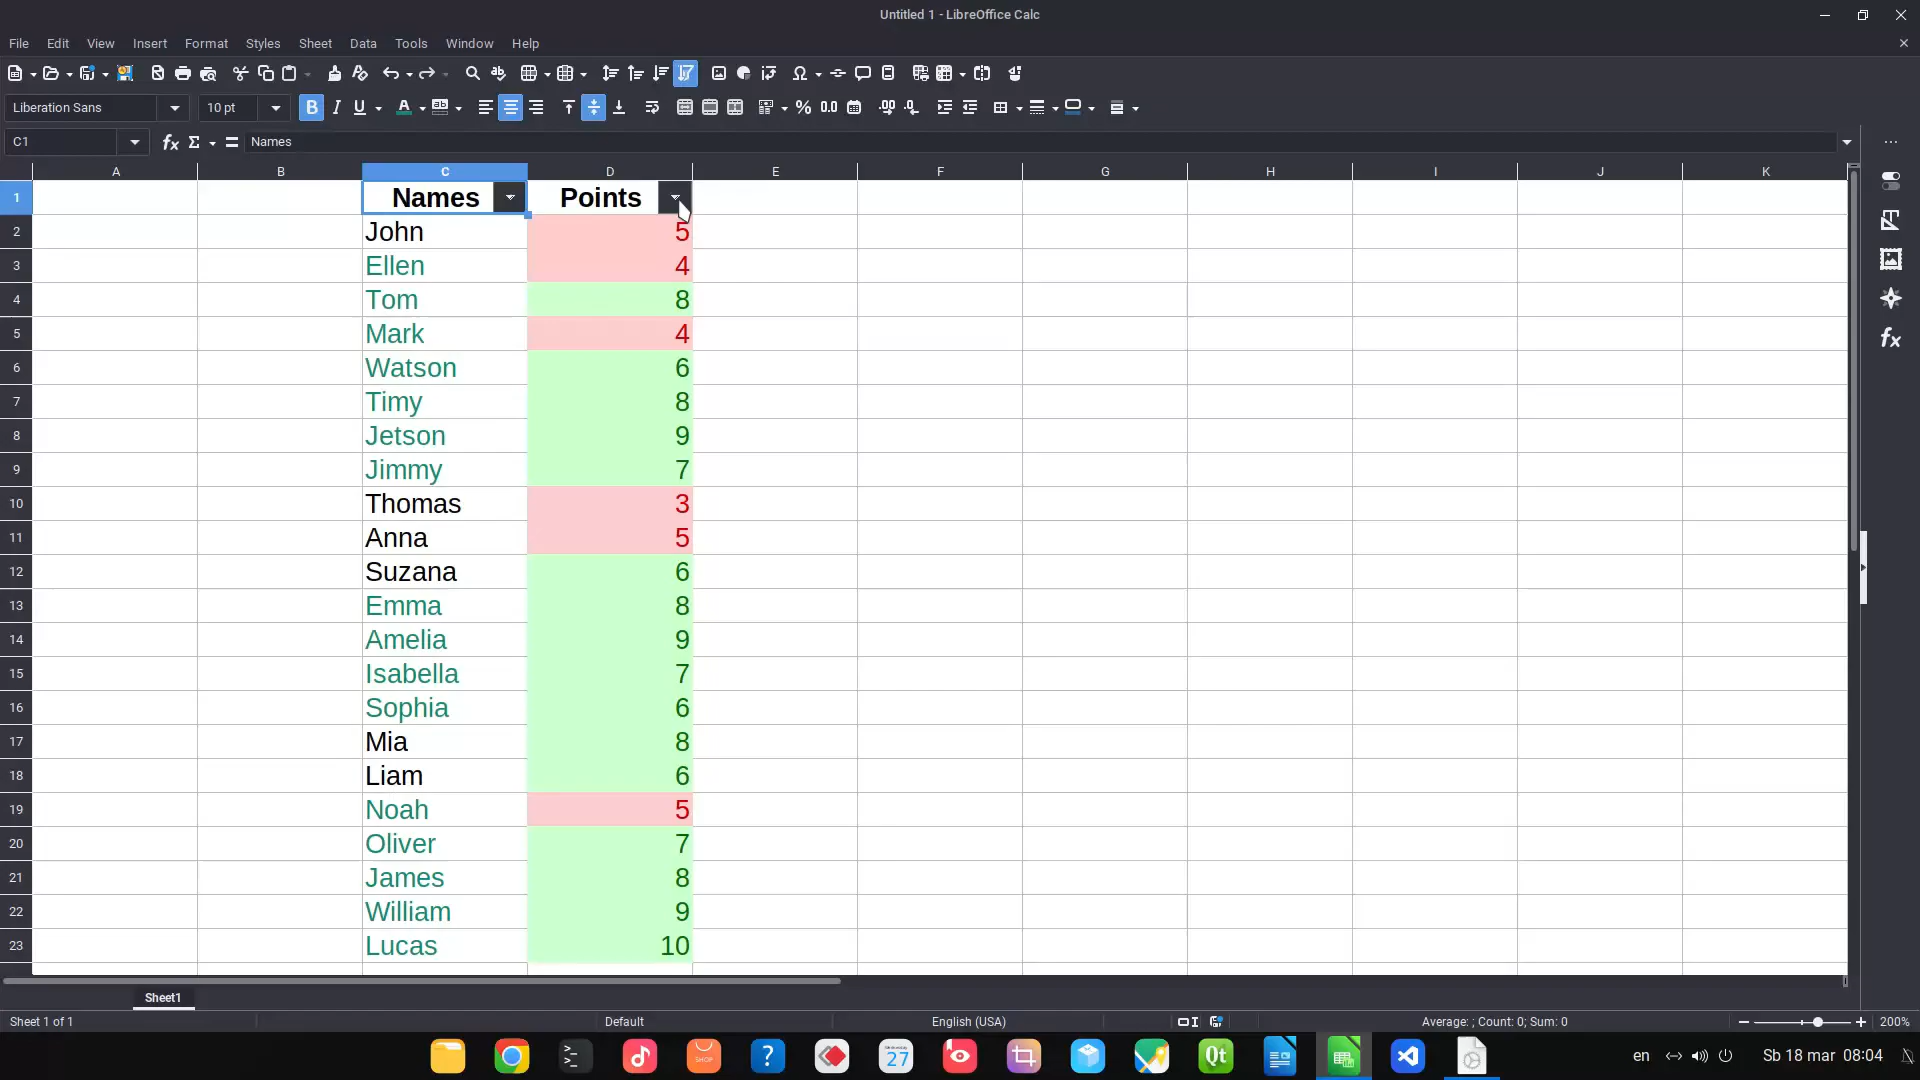 Untitled 1 - LibreOffice Calc
File Edit View Insert Format Styles Sheet Data Tools Window Help
Liberation Sans 10 pt
C1 Names
A B C D E F G H I J K
1 Names Points
2 John 5
3 Ellen 4
4 Tom 8
5 Mark 4
6 Watson 6
7 Timy 8
8 Jetson 9
9 Jimmy 7
10 Thomas 3
11 Anna 5
12 Suzana 6
13 Emma 8
14 Amelia 9
15 Isabella 7
16 Sophia 6
17 Mia 8
18 Liam 6
19 Noah 5
20 Oliver 7
21 James 8
22 William 9
23 Lucas 10
Sheet1
Sheet 1 of 1 Default English (USA) Average: ; Count: 0; Sum: 0 200%
SHOP 27 Qt en Sb 18 mar 08:04